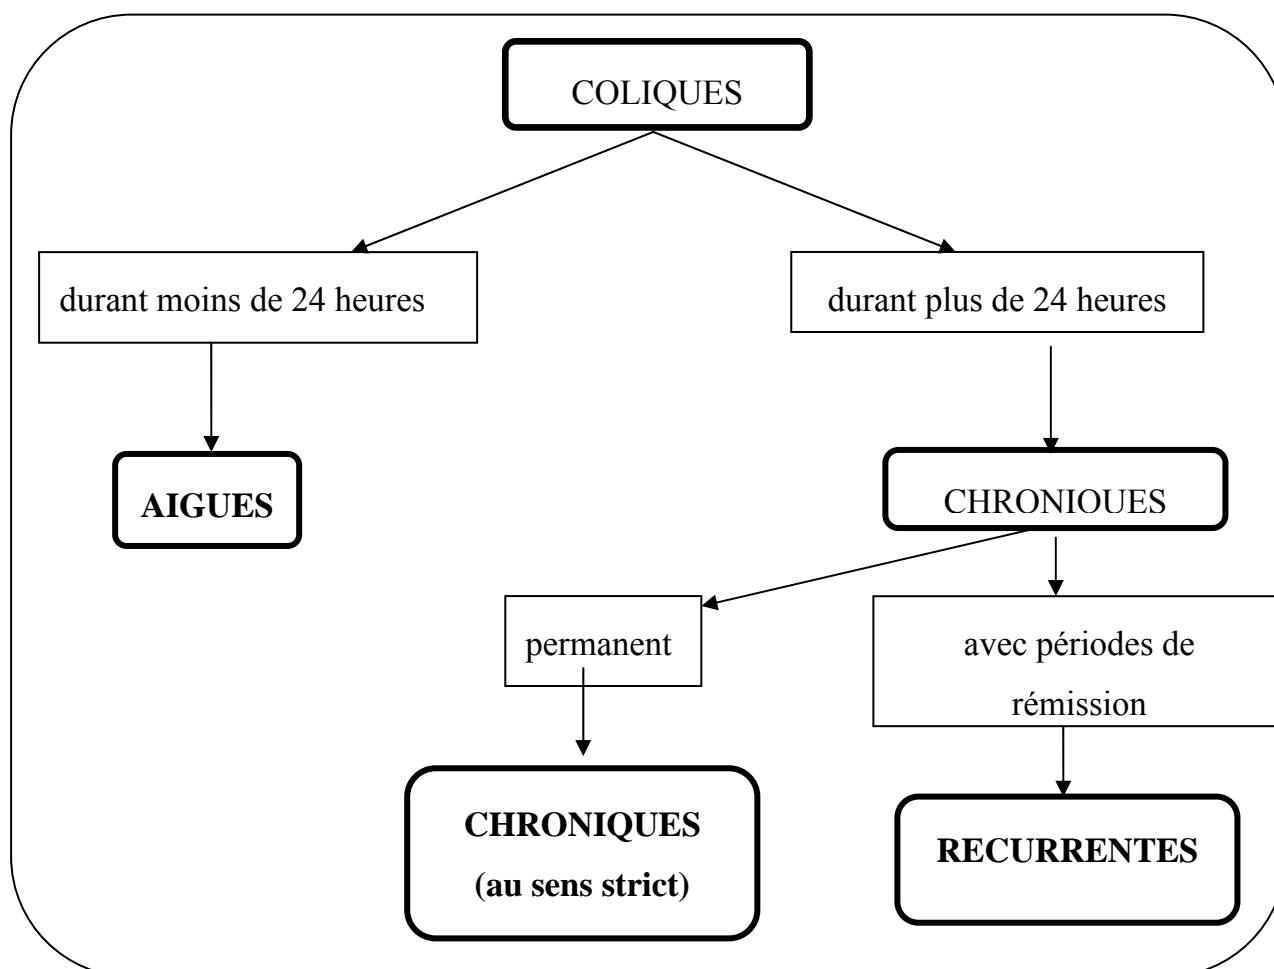 COLIQUES
durant moins de 24 heures
durant plus de 24 heures
AIGUES
CHRONIQUES
permanent
avec périodes de
rémission
CHRONIQUES
(au sens strict)
RECURRENTES